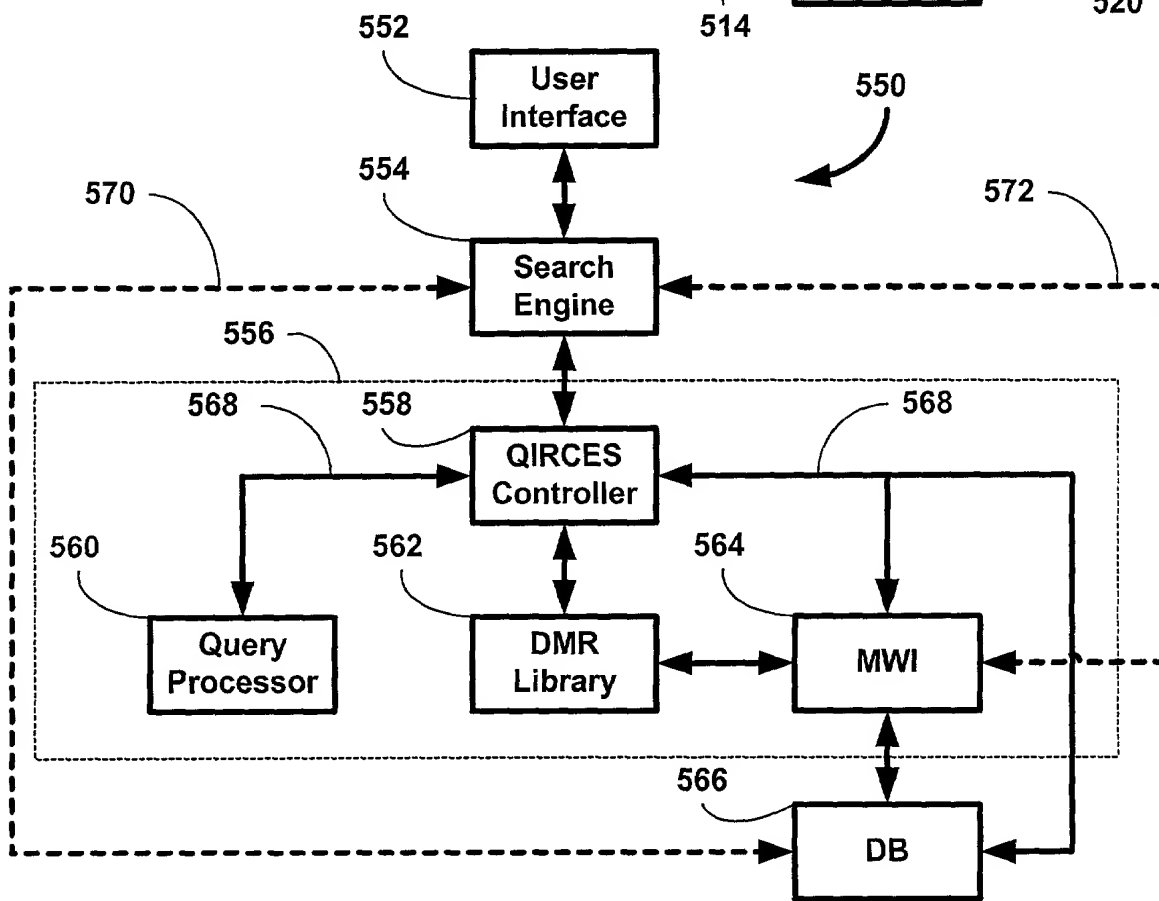 520
514
552
User
Interface
550
554
570
572
Search
Engine
556
568
558
568
QIRCES
Controller
560
562
564
Query
Processor
DMR
Library
MWI
566
DB